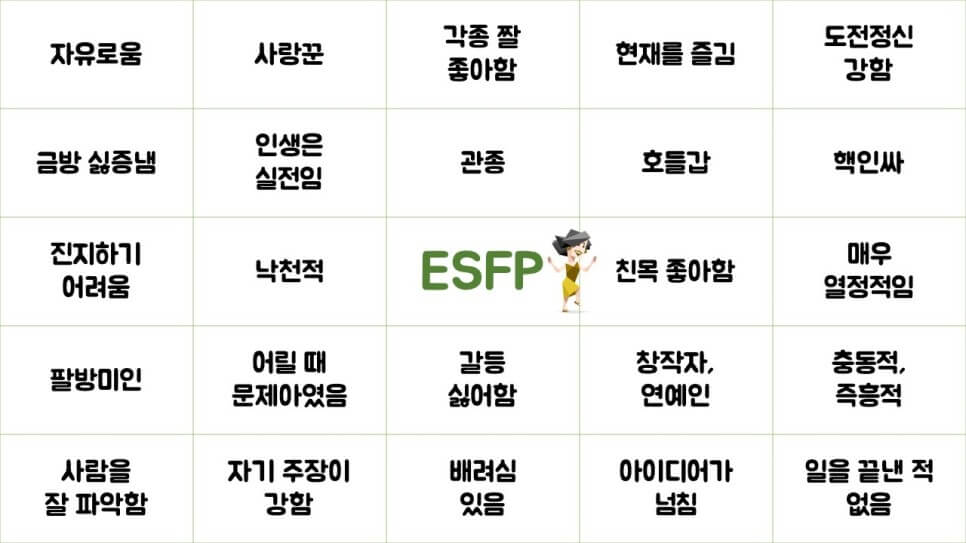 자유로움
사랑꾼
각종 짤
좋아함
현재를 즐김
도전정신
강함
금방 싫증냄
인생은
실전임
관종
호들갑
핵인싸
진지하기
어려움
낙천적
ESFP
친목 좋아함
매우
열정적임
팔방미인
어릴 때
문제아였음
갈등
싫어함
창작자,
연예인
충동적,
즉흥적
사람을
잘 파악함
자기 주장이
강함
배려심
있음
아이디어가
넘침
일을 끝낸 적
없음